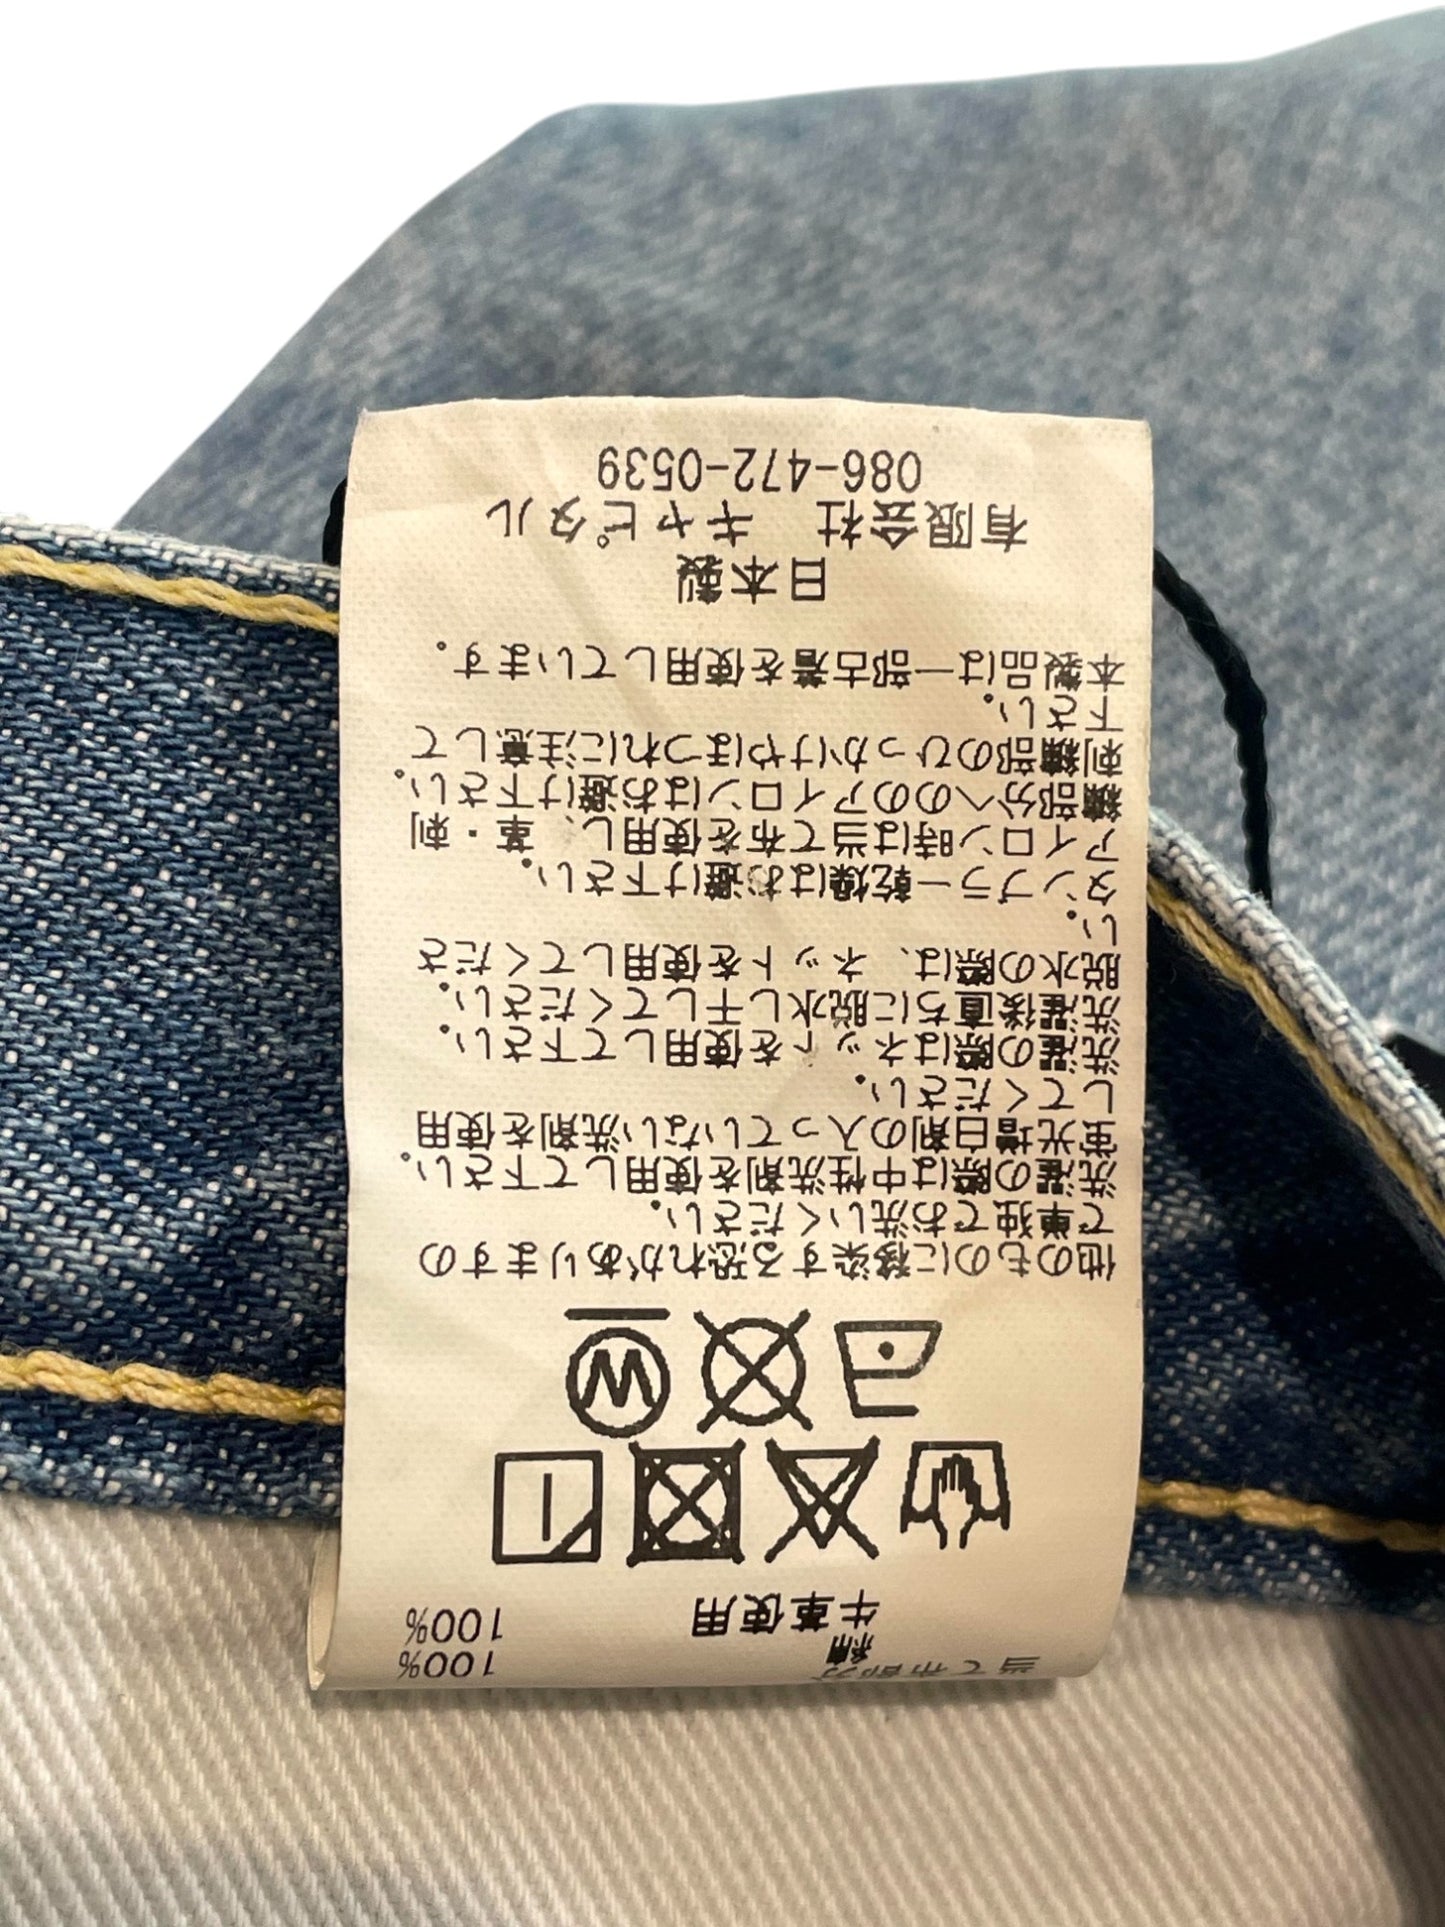 当て布部分
綿 100%
牛革使用 100%
W
他のものに移染する恐れがありますの
で単独でお洗いください。
洗濯の際は中性洗剤を使用して下さい。
蛍光増白剤の入っていない洗剤を使用
してください。
洗濯の際はネットを使用して下さい。
洗濯後直ちに脱水し干してください。
脱水の際は、ネットを使用してくださ
い。
タンブラー乾燥はお避け下さい。
アイロン時は当て布を使用し、革・刺
繍部分へののアイロンはお避け下さい。
刺繍部のひっかけやほつれに注意して
下さい。
本製品は一部古着を使用しています。
日本製
有限会社 キャピタル
086-472-0539